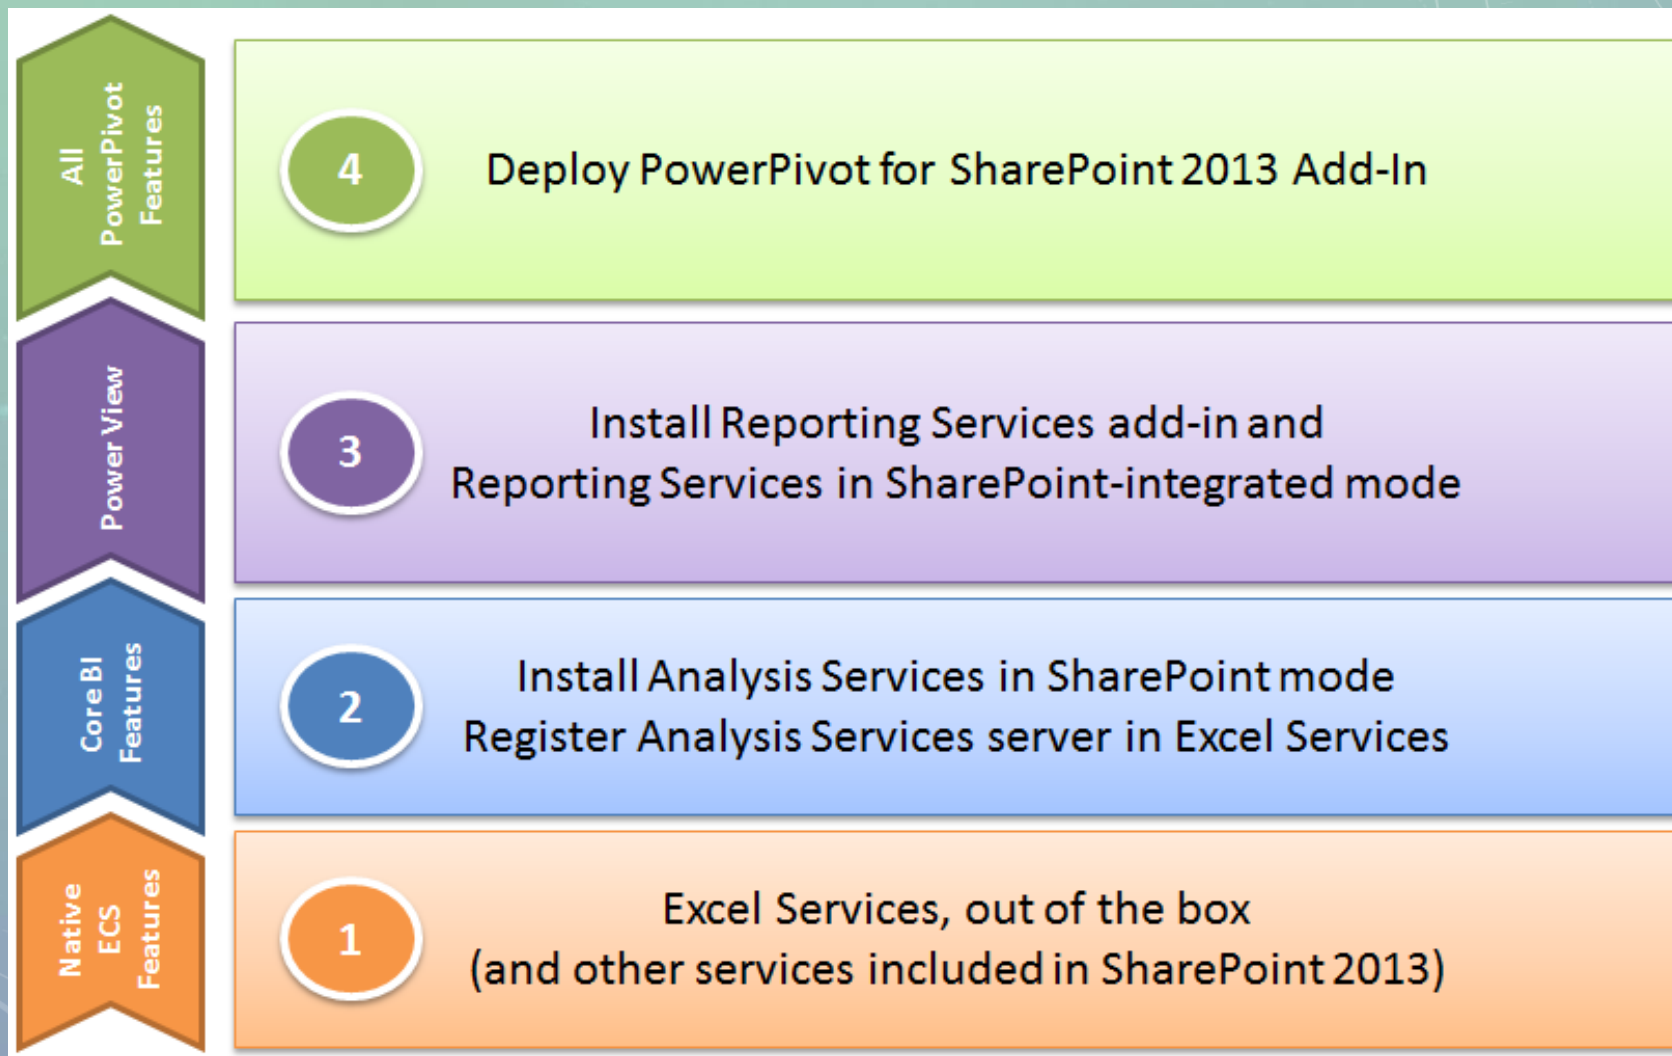 All
PowerPivot
Features
4
Deploy PowerPivot for SharePoint 2013 Add-In
Power View
3
Install Reporting Services add-in and
Reporting Services in SharePoint-integrated mode
Core BI
Features
2
Install Analysis Services in SharePoint mode
Register Analysis Services server in Excel Services
Native
ECS
Features
1
Excel Services, out of the box
(and other services included in SharePoint 2013)